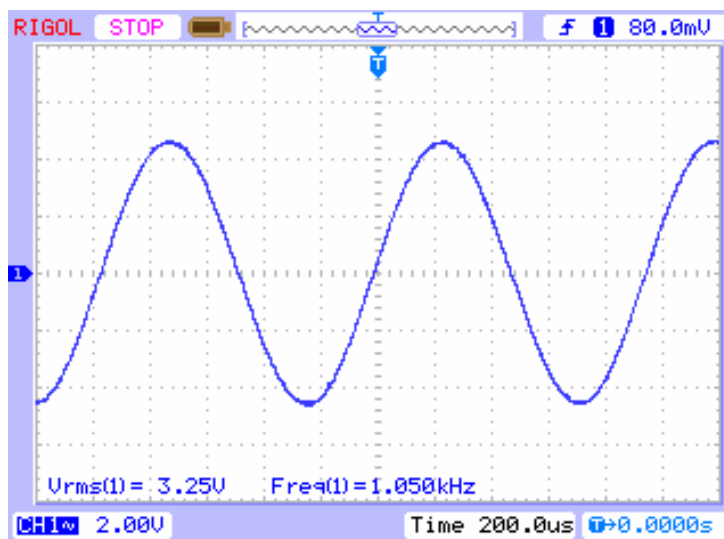 RIGOL STOP T ƒ 1 80.0mV
T
1
Vrms(1)= 3.25V Freq(1)=1.050kHz
CH1~ 2.00V Time 200.0us T→0.0000s